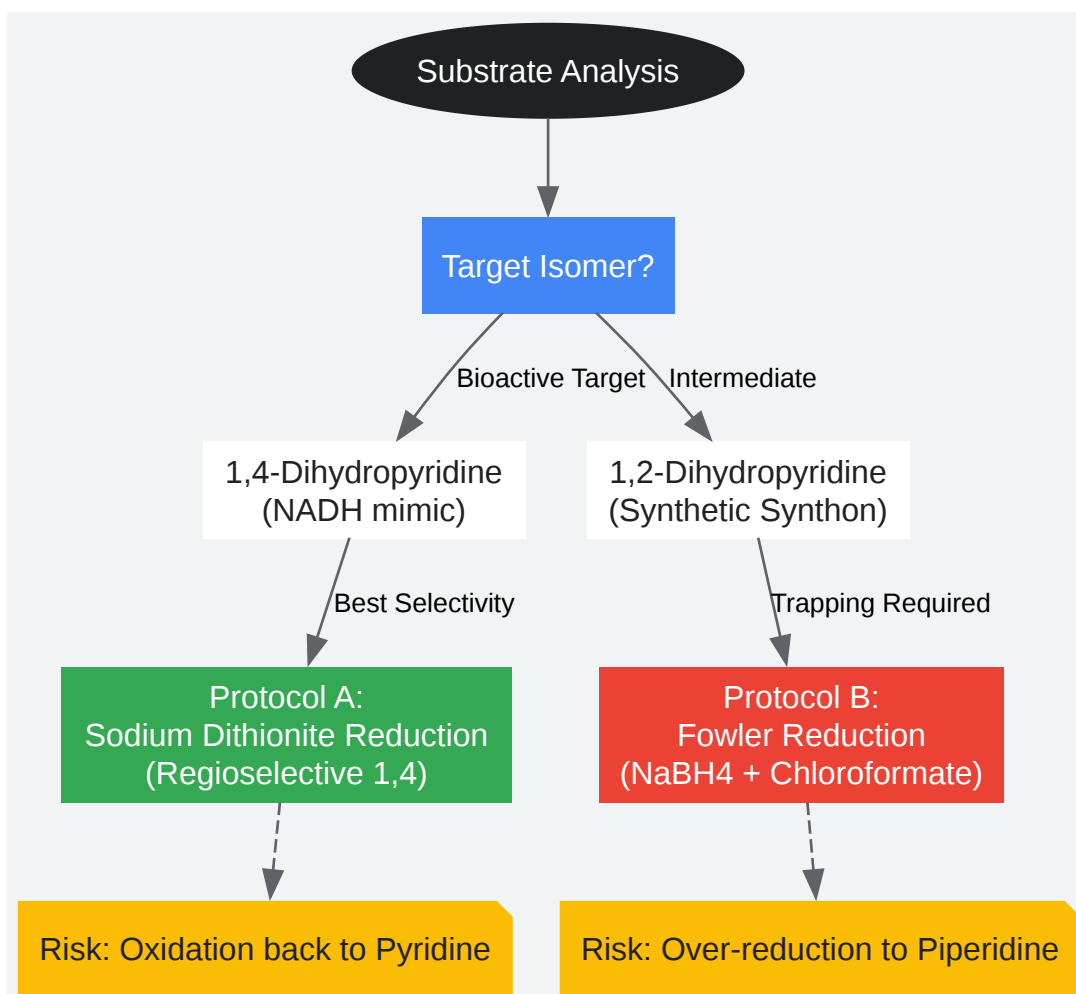 Substrate Analysis
Target Isomer?
Bioactive Target
Intermediate
1,4-Dihydropyridine
(NADH mimic)
1,2-Dihydropyridine
(Synthetic Synthon)
Best Selectivity
Trapping Required
Protocol A:
Sodium Dithionite Reduction
(Regioselective 1,4)
Protocol B:
Fowler Reduction
(NaBH4 + Chloroformate)
Risk: Oxidation back to Pyridine
Risk: Over-reduction to Piperidine